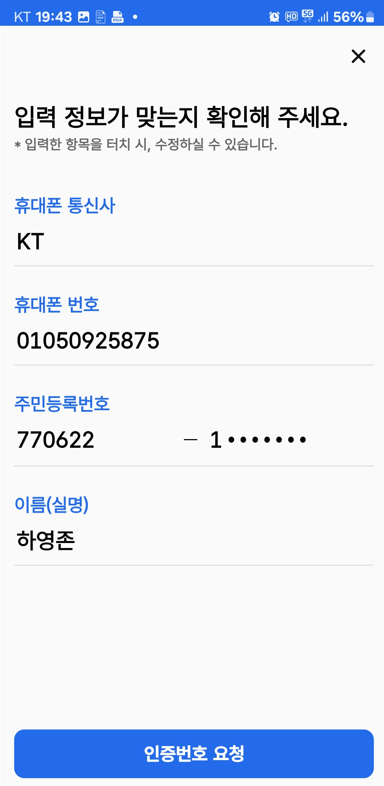 KT 19:43 56%
입력 정보가 맞는지 확인해 주세요.
* 입력한 항목을 터치 시, 수정하실 수 있습니다.
휴대폰 통신사
KT
휴대폰 번호
01050925875
주민등록번호
770622 – 1•••••••
이름(실명)
하영존
인증번호 요청